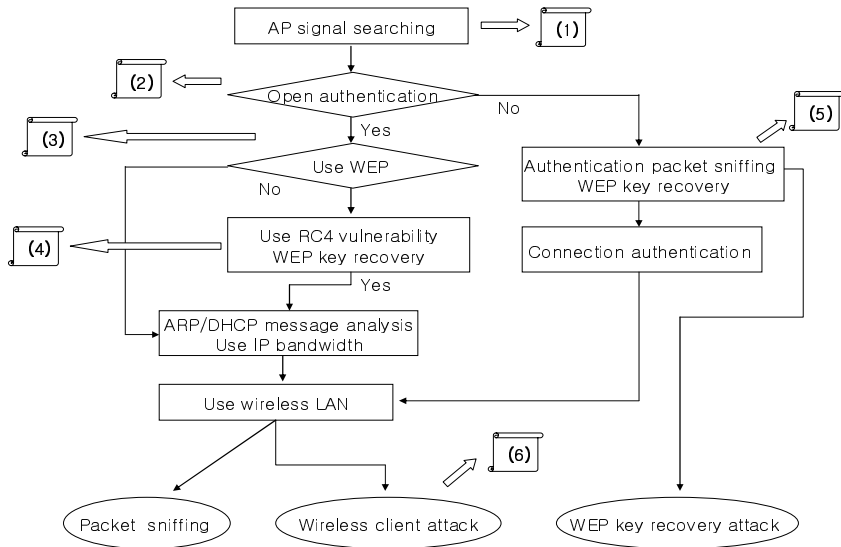 AP signal searching
(1)
(2)
Open authentication
No
(5)
(3)
Yes
Use WEP
Authentication packet sniffing
WEP key recovery
No
(4)
Use RC4 vulnerability
WEP key recovery
Connection authentication
Yes
ARP/DHCP message analysis
Use IP bandwidth
Use wireless LAN
(6)
Packet sniffing
Wireless client attack
WEP key recovery attack